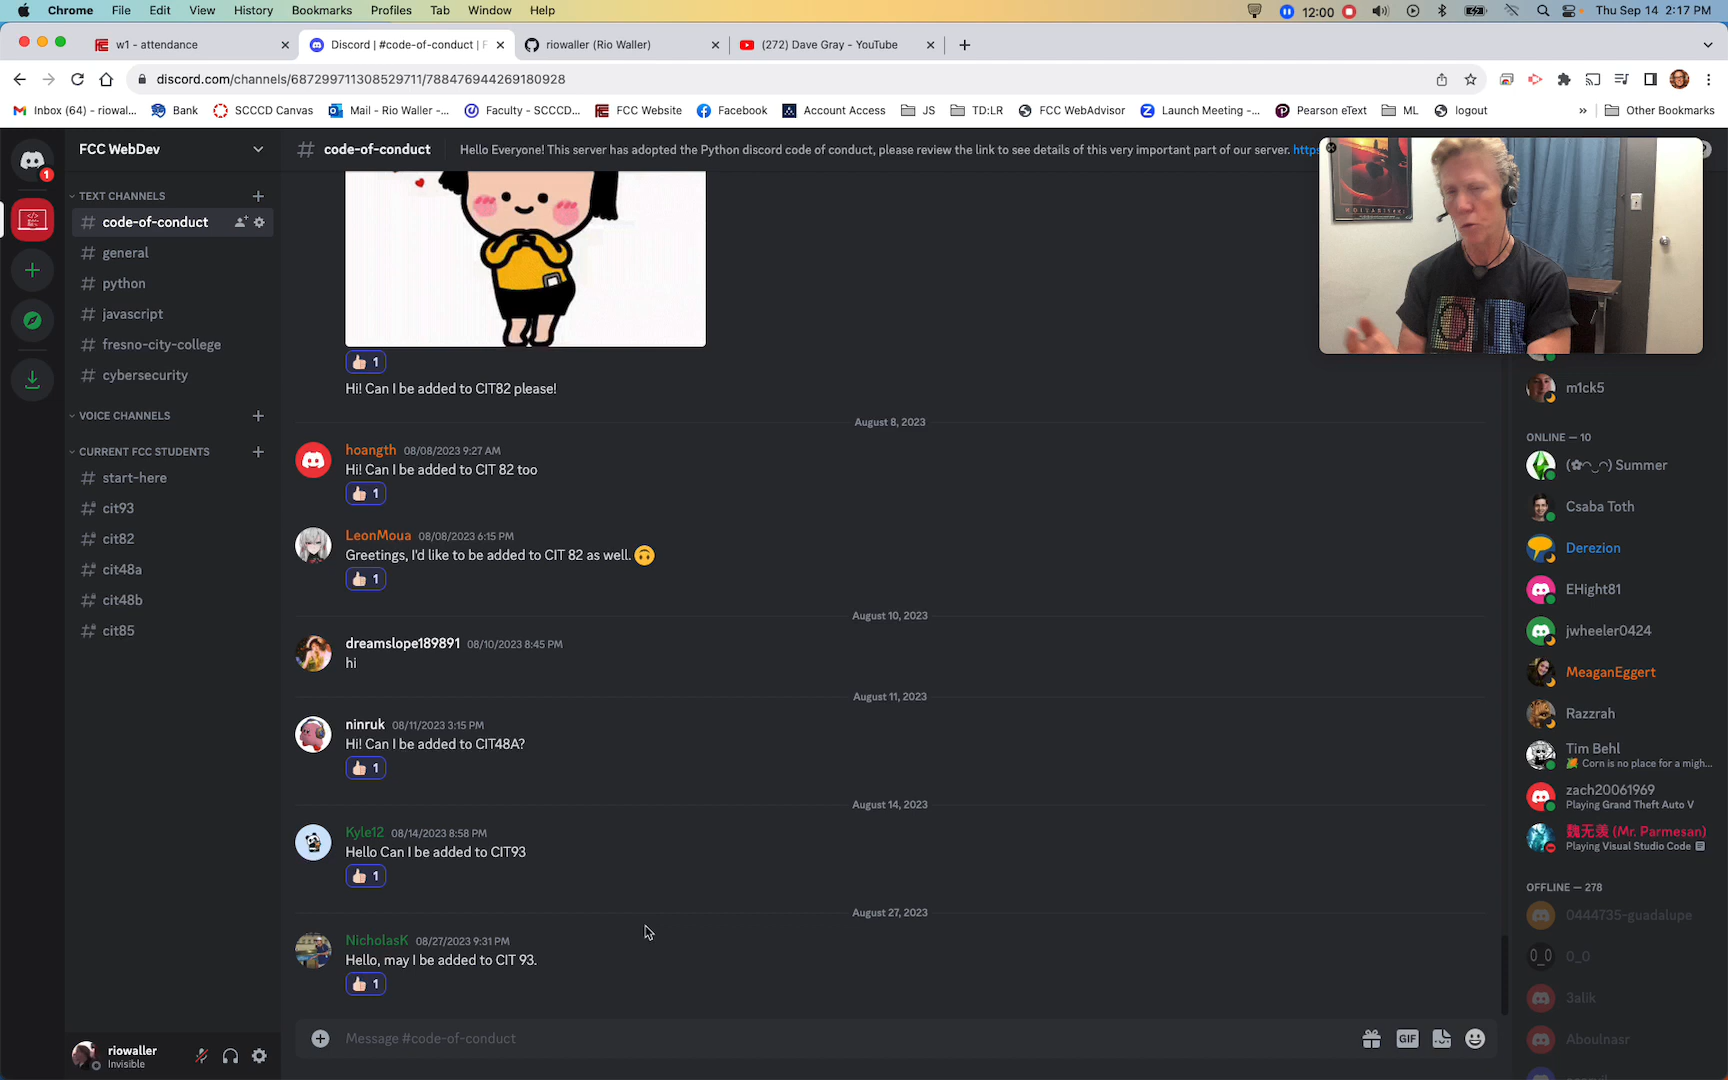 Chrome File Edit View History Bookmarks Profiles Tab Window Help 12:00 Thu Sep 14 2:17 PM
w1 - attendance Discord | #code-of-conduct | F riowaller (Rio Waller) (272) Dave Gray - YouTube
discord.com/channels/687299711308529711/788476944269180928
Inbox (64) - riowal... Bank SCCCD Canvas Mail - Rio Waller -... Faculty - SCCCD... FCC Website Facebook Account Access JS TD:LR FCC WebAdvisor Launch Meeting -... Pearson eText ML logout » Other Bookmarks
FCC WebDev
1
TEXT CHANNELS
# code-of-conduct
# general
# python
# javascript
# fresno-city-college
# cybersecurity
VOICE CHANNELS
CURRENT FCC STUDENTS
# start-here
# cit93
# cit82
# cit48a
# cit48b
# cit85
riowaller
Invisible
# code-of-conduct Hello Everyone! This server has adopted the Python discord code of conduct, please review the link to see details of this very important part of our server. https
👍🏻 1
Hi! Can I be added to CIT82 please!
August 8, 2023
hoangth 08/08/2023 9:27 AM
Hi! Can I be added to CIT 82 too
👍🏻 1
LeonMoua 08/08/2023 6:15 PM
Greetings, I'd like to be added to CIT 82 as well. 🙃
👍🏻 1
August 10, 2023
dreamslope189891 08/10/2023 8:45 PM
hi
August 11, 2023
ninruk 08/11/2023 3:15 PM
Hi! Can I be added to CIT48A?
👍🏻 1
August 14, 2023
Kyle12 08/14/2023 8:58 PM
Hello Can I be added to CIT93
👍🏻 1
August 27, 2023
NicholasK 08/27/2023 9:31 PM
Hello, may I be added to CIT 93.
👍🏻 1
Message #code-of-conduct
GIF
m1ck5
ONLINE — 10
(✿◠‿◠) Summer
Csaba Toth
Derezion
EHight81
jwheeler0424
MeaganEggert
Razzrah
Tim Behl
🌽 Corn is no place for a migh...
zach20061969
Playing Grand Theft Auto V
魏无羡 (Mr. Parmesan)
Playing Visual Studio Code
OFFLINE — 278
0444735-guadalupe
0_0
3alik
Aboulnasr